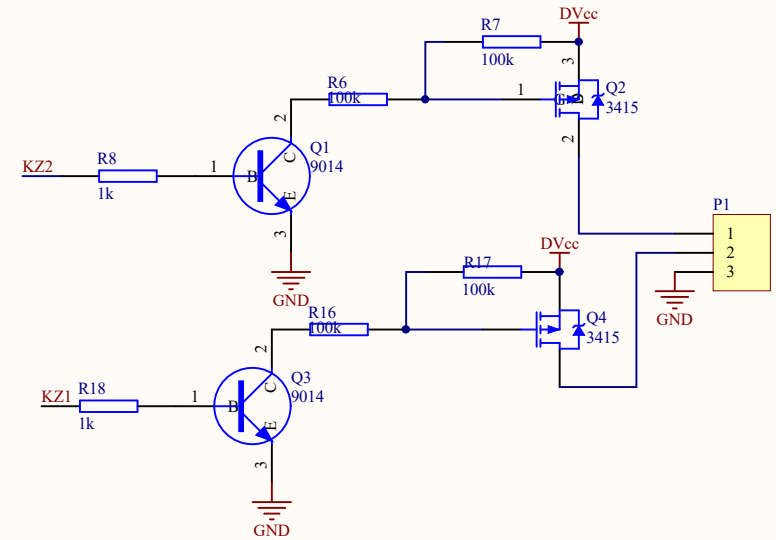 DVcc
R7
100k
3
R6
100k
1
G
D
Q2
3415
2
2
Q1
9014
C
KZ2
R8
1k
1
B
E
3
GND
P1
1
2
3
GND
DVcc
R17
100k
R16
100k
Q4
3415
2
Q3
9014
C
KZ1
R18
1k
1
B
E
3
GND